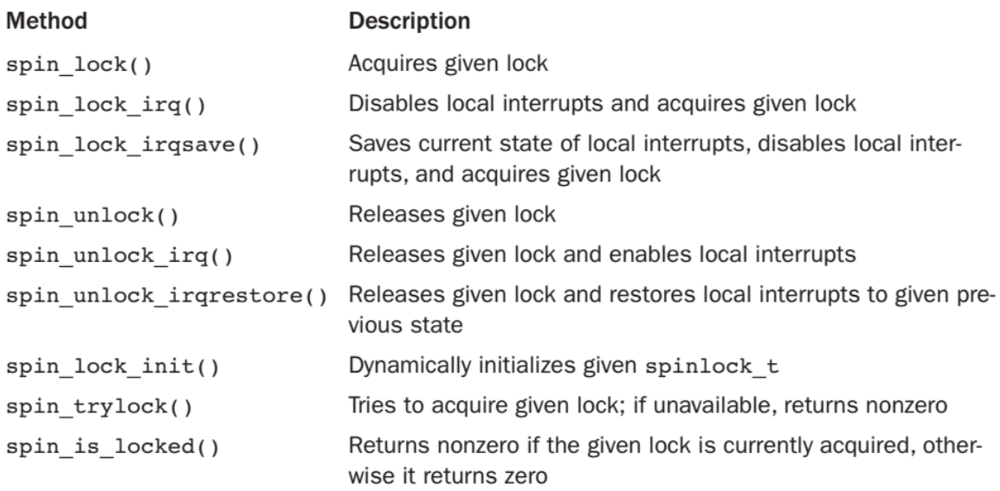 Method Description
spin_lock() Acquires given lock
spin_lock_irq() Disables local interrupts and acquires given lock
spin_lock_irqsave() Saves current state of local interrupts, disables local inter-
rupts, and acquires given lock
spin_unlock() Releases given lock
spin_unlock_irq() Releases given lock and enables local interrupts
spin_unlock_irqrestore() Releases given lock and restores local interrupts to given pre-
vious state
spin_lock_init() Dynamically initializes given spinlock_t
spin_trylock() Tries to acquire given lock; if unavailable, returns nonzero
spin_is_locked() Returns nonzero if the given lock is currently acquired, other-
wise it returns zero